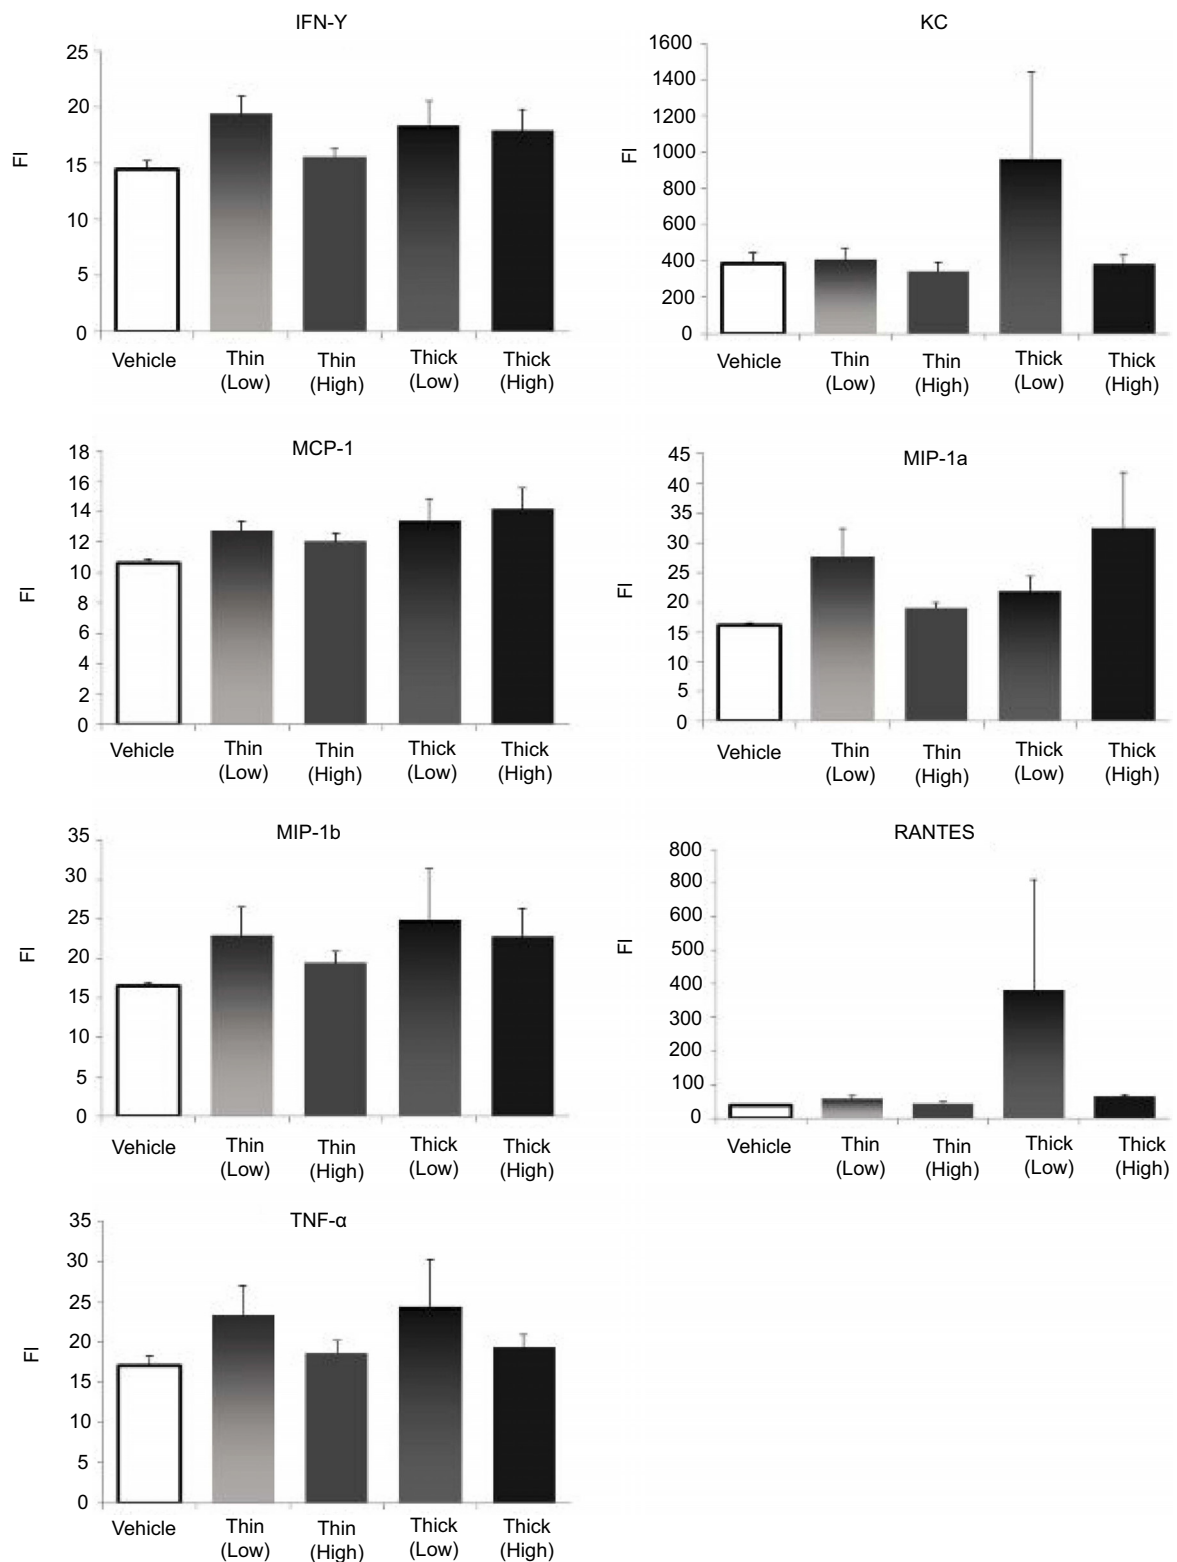 IFN-Y
25
20
15
10
5
0
FI
Vehicle
Thin
(Low)
Thin
(High)
Thick
(Low)
Thick
(High)
KC
1600
1400
1200
1000
800
600
400
200
0
FI
Vehicle
Thin
(Low)
Thin
(High)
Thick
(Low)
Thick
(High)
MCP-1
18
16
14
12
10
8
6
4
2
0
FI
Vehicle
Thin
(Low)
Thin
(High)
Thick
(Low)
Thick
(High)
MIP-1a
45
40
35
30
25
20
15
10
5
0
FI
Vehicle
Thin
(Low)
Thin
(High)
Thick
(Low)
Thick
(High)
MIP-1b
35
30
25
20
15
10
5
0
FI
Vehicle
Thin
(Low)
Thin
(High)
Thick
(Low)
Thick
(High)
RANTES
800
800
600
500
400
300
200
100
0
FI
Vehicle
Thin
(Low)
Thin
(High)
Thick
(Low)
Thick
(High)
TNF-α
35
30
25
20
15
10
5
0
FI
Vehicle
Thin
(Low)
Thin
(High)
Thick
(Low)
Thick
(High)